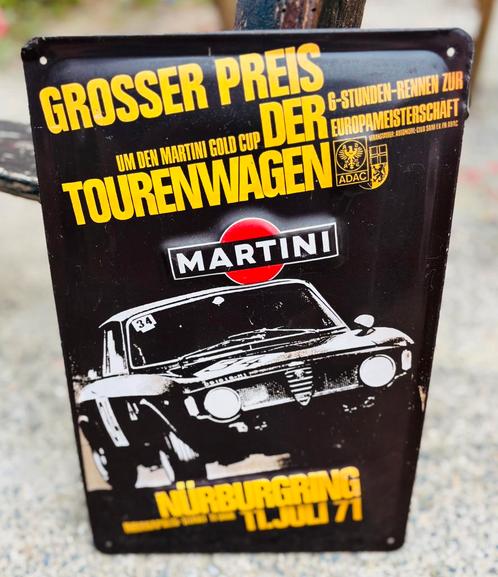 GROSSER PREIS
DER
6-STUNDEN-RENNEN ZUR
EUROPAMEISTERSCHAFT
UM DEN MARTINI GOLD CUP
TOURENWAGEN
ADAC
MARTINI
34
NÜRBURGRING
11. JULI 71